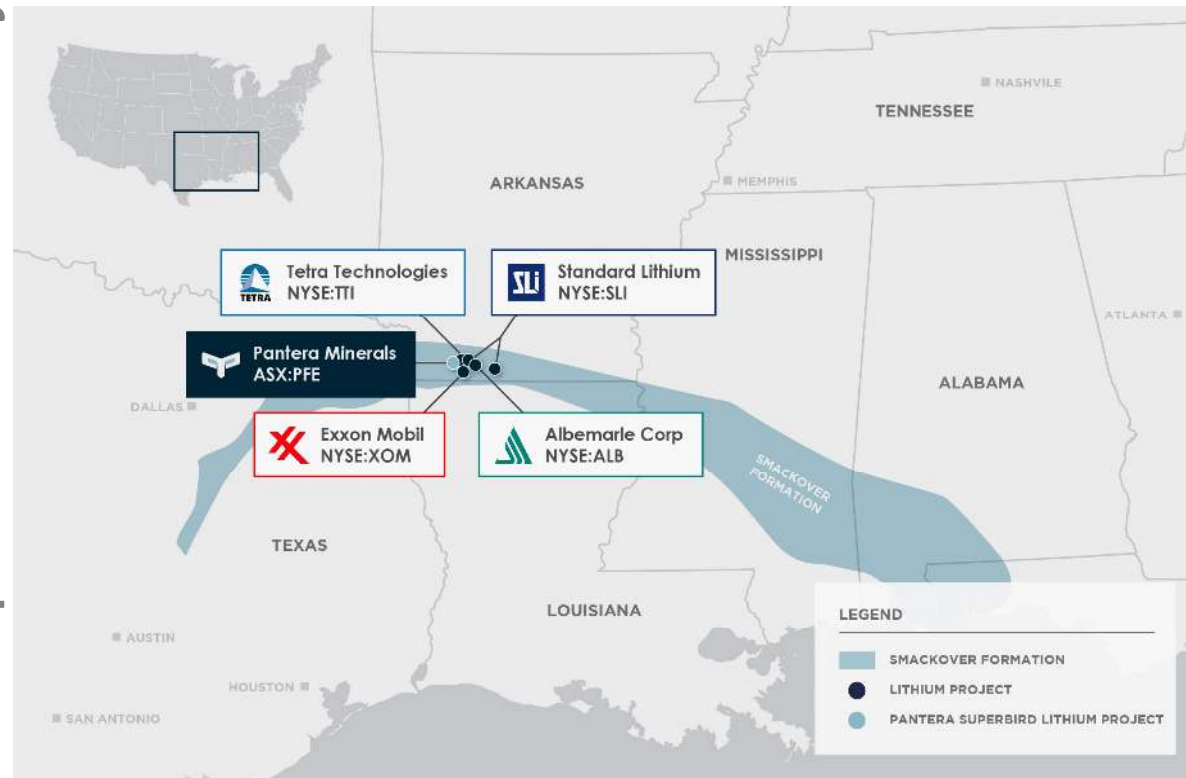 NASHVILE
TENNESSEE
ARKANSAS
MEMPHIS
MISSISSIPPI
Tetra Technologies
NYSE:TTI
TETRA
SLi
Standard Lithium
NYSE:SLI
ATLANTA
Pantera Minerals
ASX:PFE
ALABAMA
DALLAS
Exxon Mobil
NYSE:XOM
Albemarle Corp
NYSE:ALB
SMACKOVER
FORMATION
TEXAS
LOUISIANA
AUSTIN
HOUSTON
SAN ANTONIO
LEGEND
SMACKOVER FORMATION
LITHIUM PROJECT
PANTERA SUPERBIRD LITHIUM PROJECT